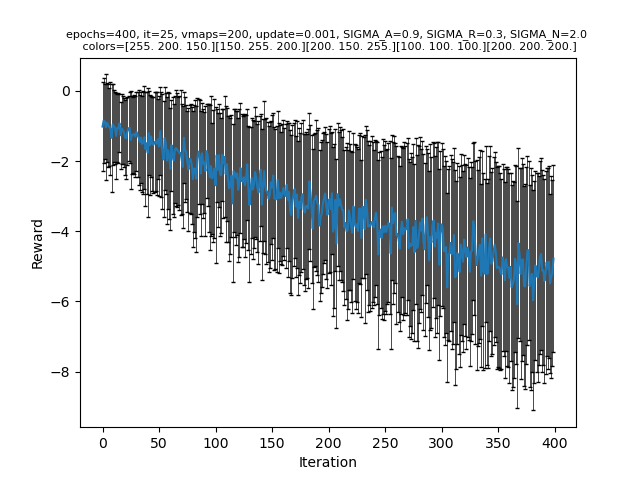 epochs=400, it=25, vmaps=200, update=0.001, SIGMA_A=0.9, SIGMA_R=0.3, SIGMA_N=2.0
colors=[255. 200. 150.][150. 255. 200.][200. 150. 255.][100. 100. 100.][200. 200. 200.]
0
−2
−4
−6
−8
Reward
0 50 100 150 200 250 300 350 400
Iteration